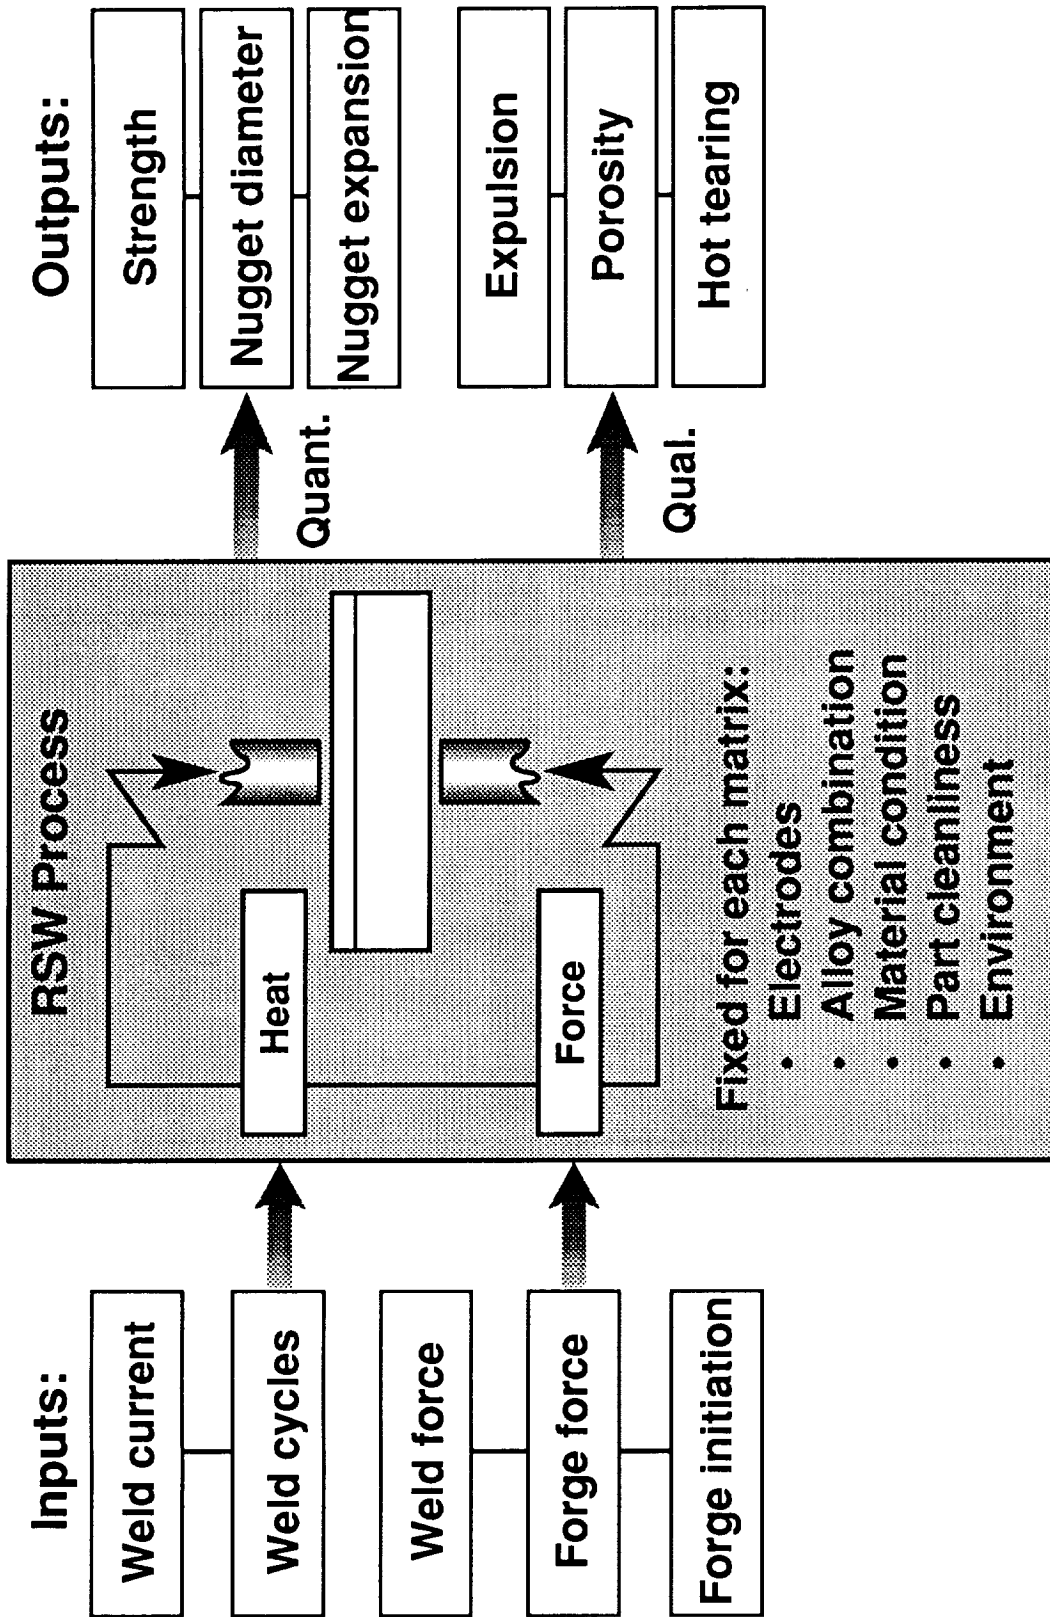 Inputs:
Weld current
Weld cycles
Weld force
Forge force
Forge initiation
RSW Process
Heat
Force
Fixed for each matrix:
• Electrodes
• Alloy combination
• Material condition
• Part cleanliness
• Environment
Quant.
Qual.
Outputs:
Strength
Nugget diameter
Nugget expansion
Expulsion
Porosity
Hot tearing